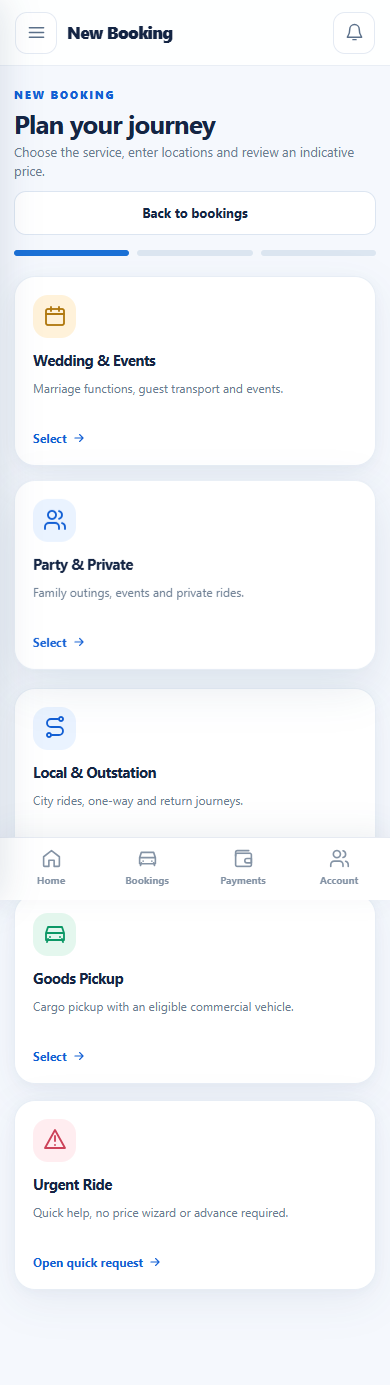 New Booking
NEW BOOKING
Plan your journey
Choose the service, enter locations and review an indicative
price.
Back to bookings
Wedding & Events
Marriage functions, guest transport and events.
Select →
Party & Private
Family outings, events and private rides.
Select →
Local & Outstation
City rides, one-way and return journeys.
Home
Bookings
Payments
Account
Goods Pickup
Cargo pickup with an eligible commercial vehicle.
Select →
Urgent Ride
Quick help, no price wizard or advance required.
Open quick request →